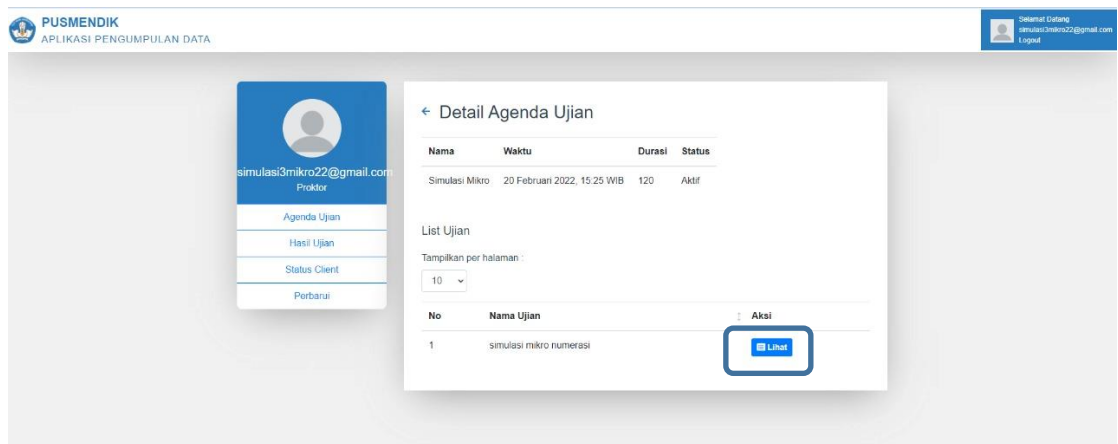 PUSMENDIK
APLIKASI PENGUMPULAN DATA
Selamat Datang
simulasi3mikro22@gmail.com
Logout
simulasi3mikro22@gmail.com
Proktor
Agenda Ujian
Hasil Ujian
Status Client
Perbarui
Detail Agenda Ujian
Nama Waktu Durasi Status
Simulasi Mikro 20 Februari 2022, 15:25 WIB 120 Aktif
List Ujian
Tampilkan per halaman :
10
No Nama Ujian Aksi
1 simulasi mikro numerasi Lihat